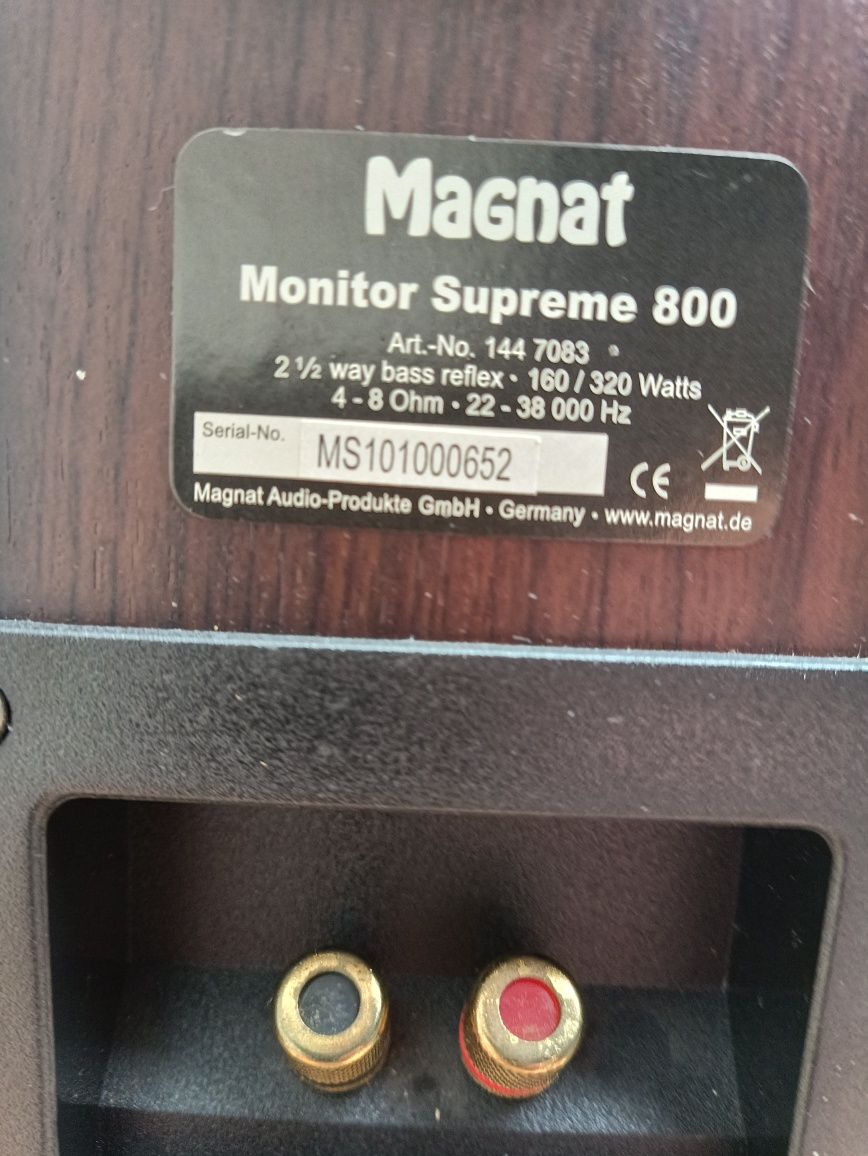 Magnat
Monitor Supreme 800
Art.-No. 144 7083
2 ½ way bass reflex • 160 / 320 Watts
4 - 8 Ohm • 22 - 38 000 Hz
Serial-No. MS101000652
CE
Magnat Audio-Produkte GmbH • Germany • www.magnat.de